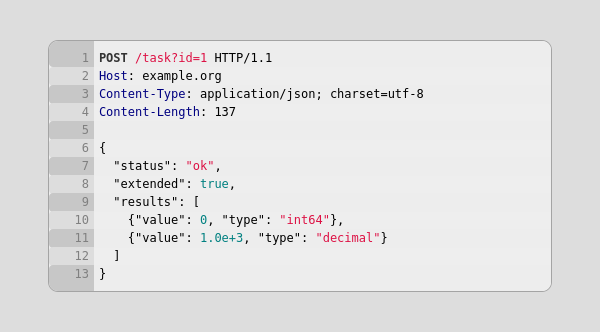 1 POST /task?id=1 HTTP/1.1
2 Host: example.org
3 Content-Type: application/json; charset=utf-8
4 Content-Length: 137
5
6 {
7   "status": "ok",
8   "extended": true,
9   "results": [
10     {"value": 0, "type": "int64"},
11     {"value": 1.0e+3, "type": "decimal"}
12   ]
13 }